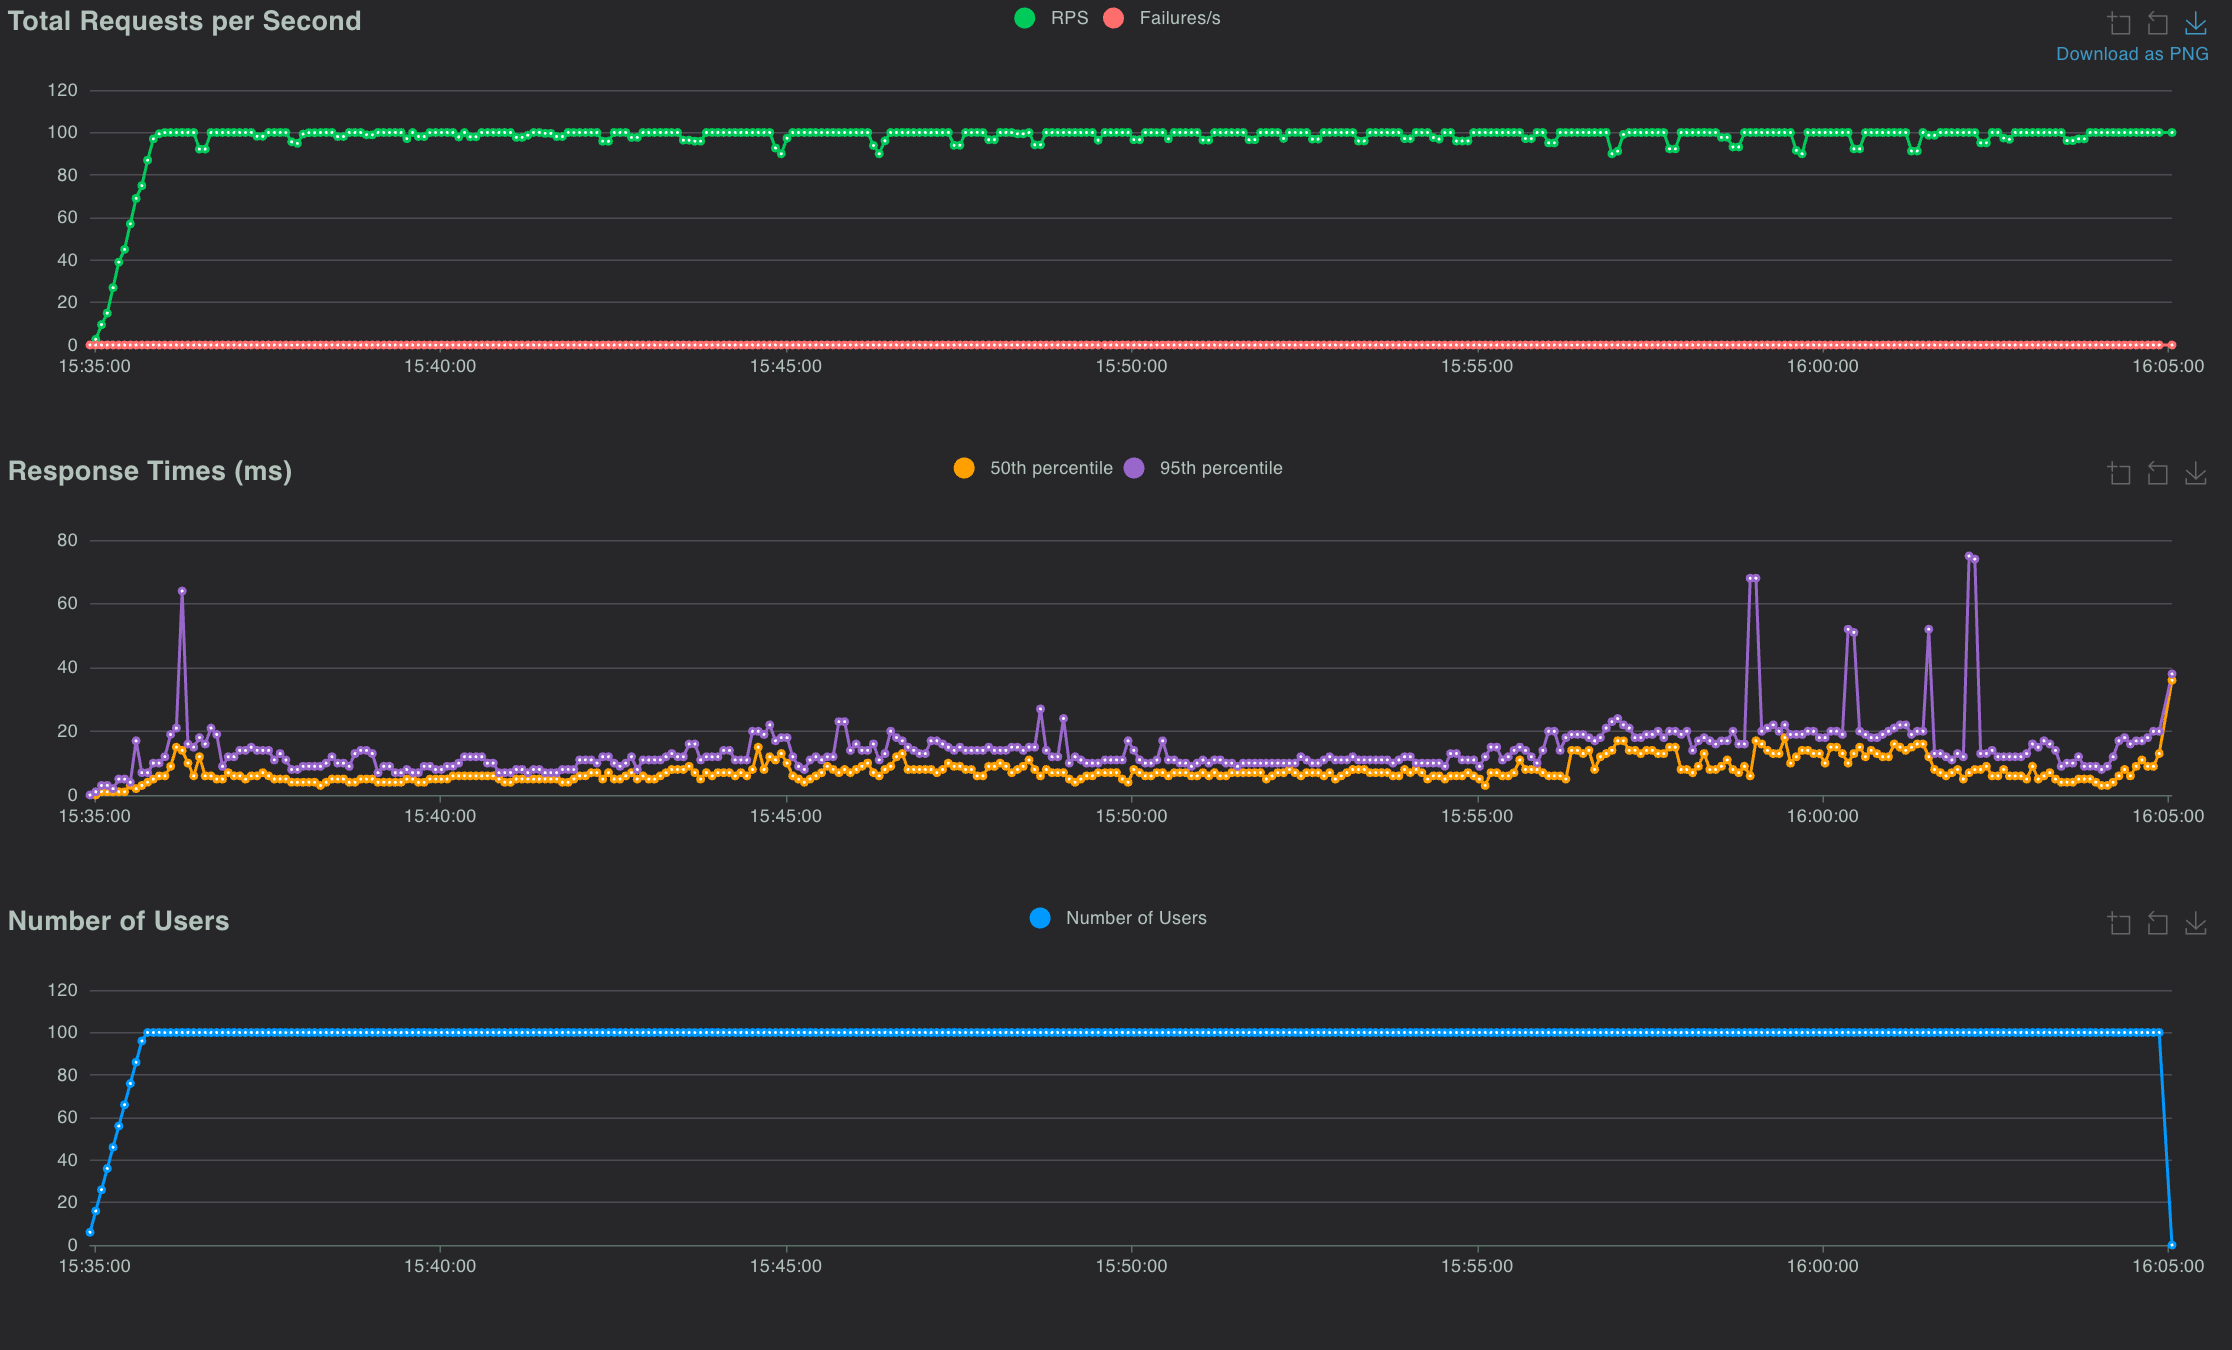 Total Requests per Second
RPS Failures/s
Download as PNG
120
100
80
60
40
20
0
15:35:00 15:40:00 15:45:00 15:50:00 15:55:00 16:00:00 16:05:00
Response Times (ms)
50th percentile 95th percentile
80
60
40
20
0
15:35:00 15:40:00 15:45:00 15:50:00 15:55:00 16:00:00 16:05:00
Number of Users
Number of Users
120
100
80
60
40
20
0
15:35:00 15:40:00 15:45:00 15:50:00 15:55:00 16:00:00 16:05:00